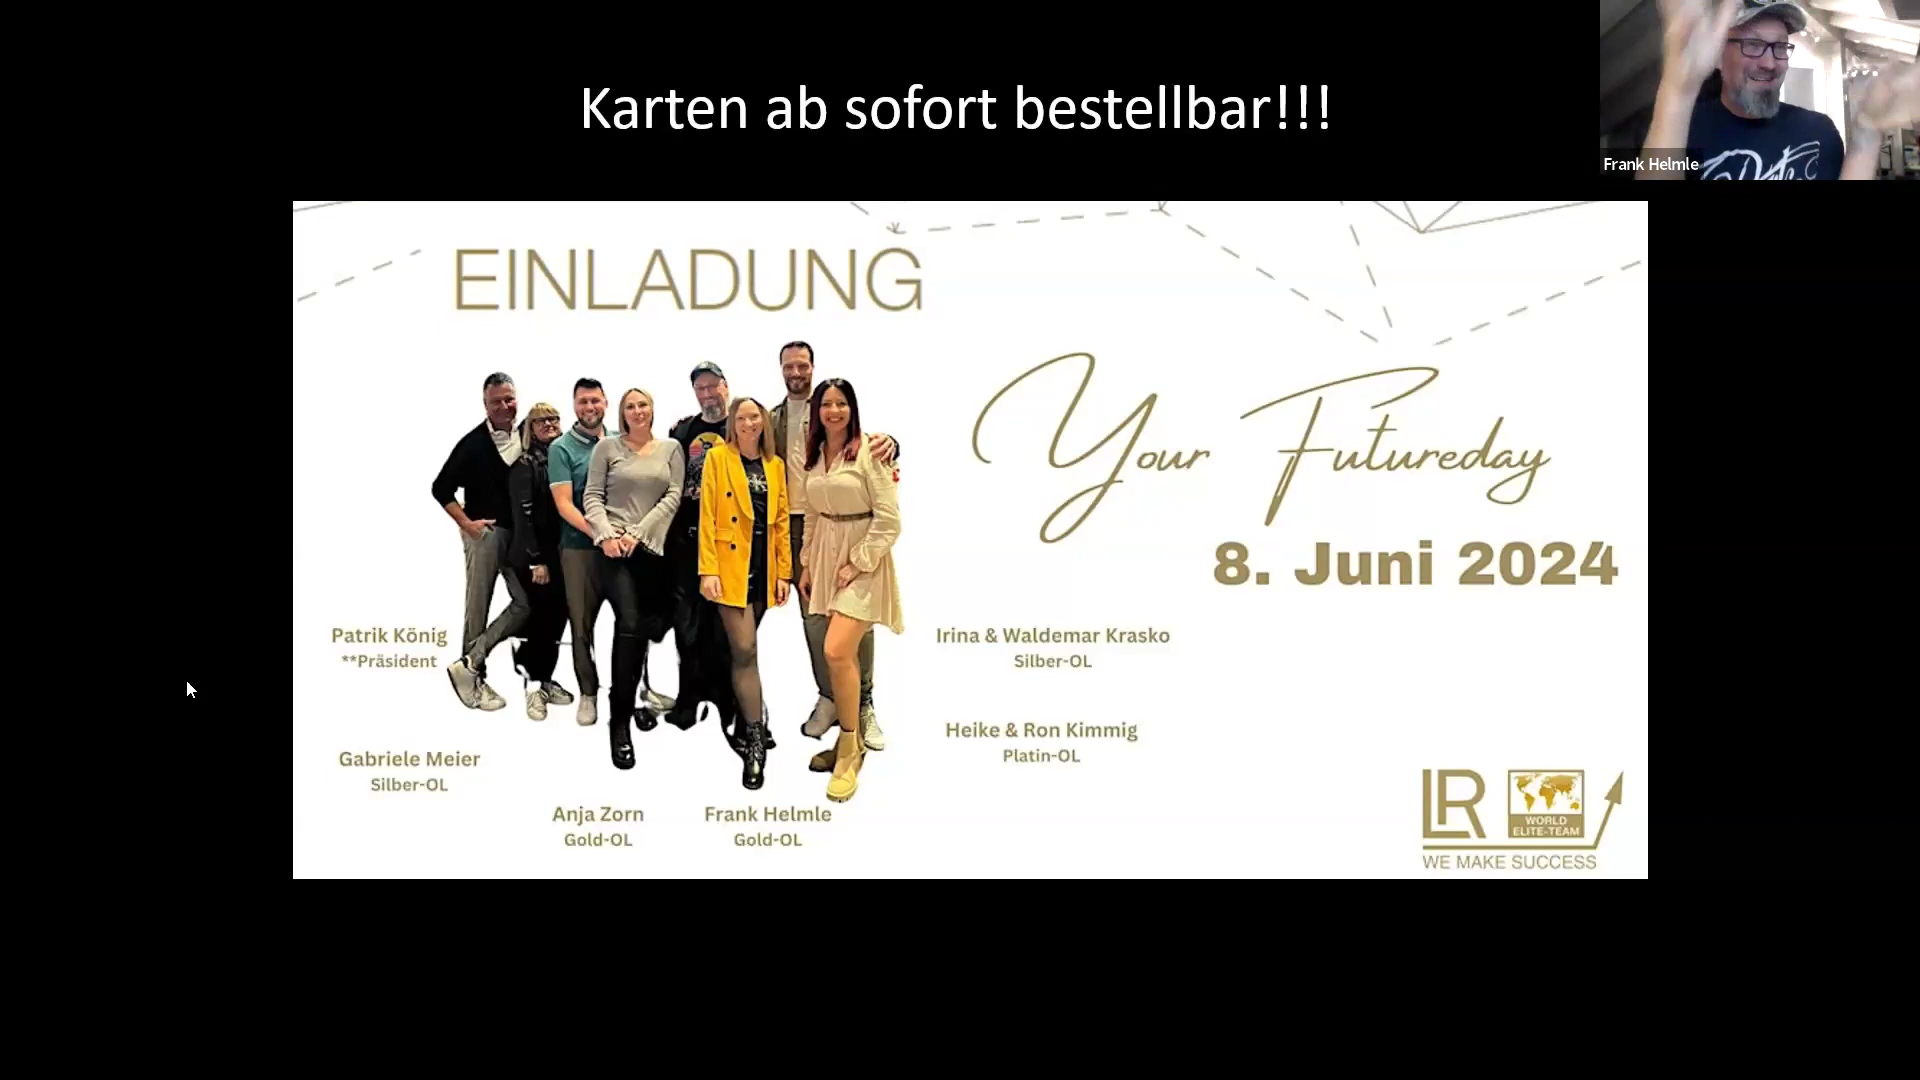 Karten ab sofort bestellbar!!!
Frank Helmle
EINLADUNG
Your Futureday
8. Juni 2024
Patrik König
**Präsident
Irina & Waldemar Krasko
Silber-OL
Gabriele Meier
Silber-OL
Heike & Ron Kimmig
Platin-OL
Anja Zorn
Gold-OL
Frank Helmle
Gold-OL
LR
WORLD
ELITE-TEAM
WE MAKE SUCCESS